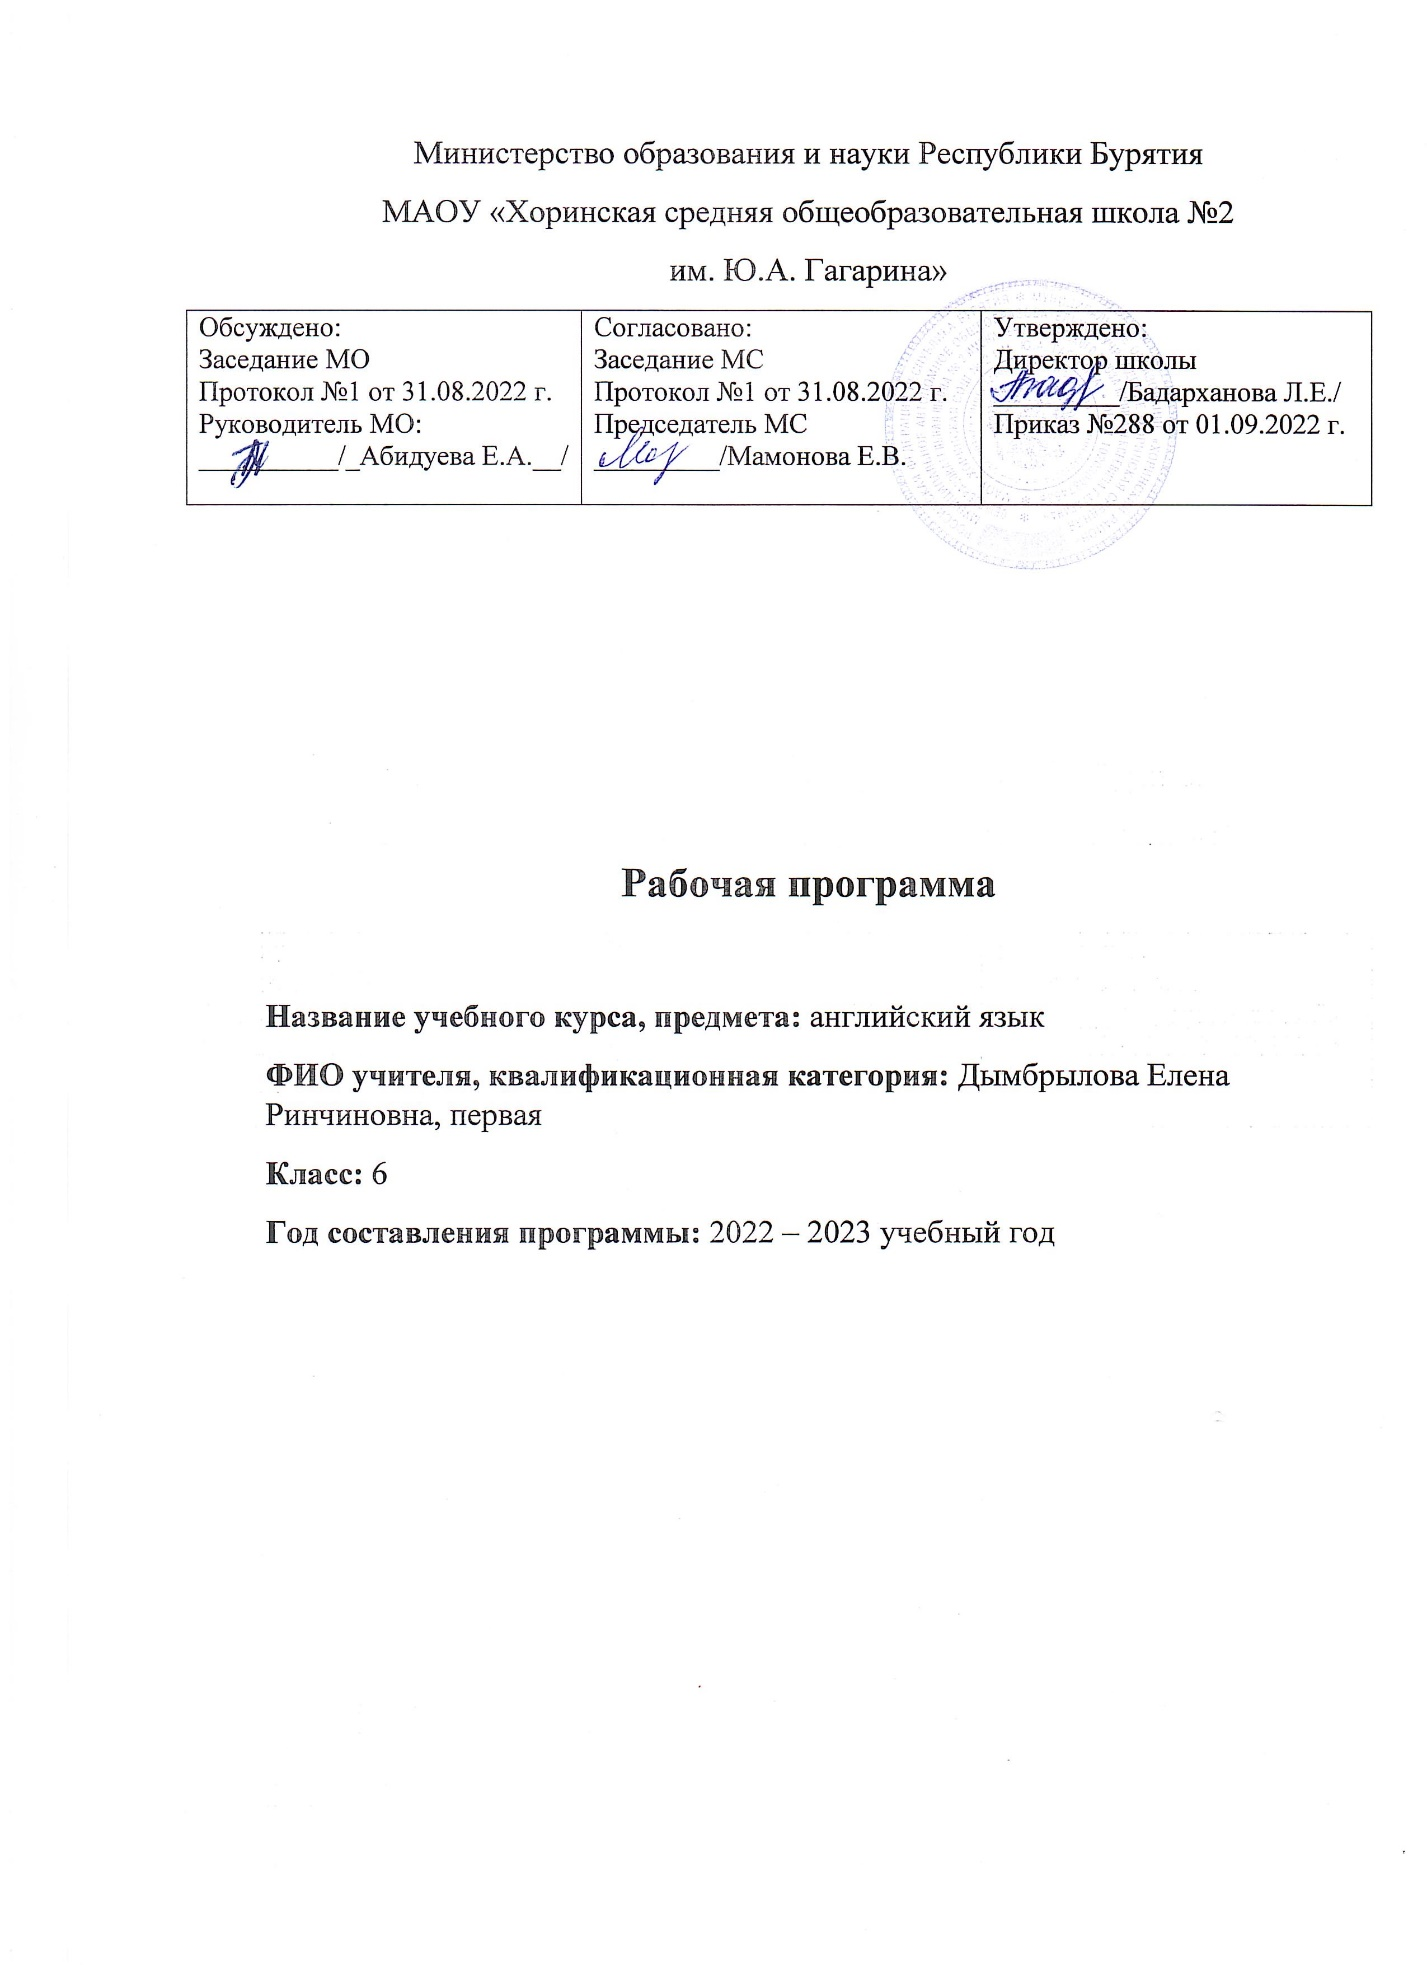 Министерство образования и науки Республики Бурятия
МАОУ «Хоринская средняя общеобразовательная школа №2
им. Ю.А. Гагарина»
Обсуждено:
Заседание МО
Протокол №1 от 31.08.2022 г.
Руководитель МО:
__________/_Абидуева Е.А.__/
Согласовано:
Заседание МС
Протокол №1 от 31.08.2022 г.
Председатель МС
_________/Мамонова Е.В.
Утверждено:
Директор школы
_________/Бадарханова Л.Е./
Приказ №288 от 01.09.2022 г.
Рабочая программа
Название учебного курса, предмета: английский язык
ФИО учителя, квалификационная категория: Дымбрылова Елена
Ринчиновна, первая
Класс: 6
Год составления программы: 2022 – 2023 учебный год